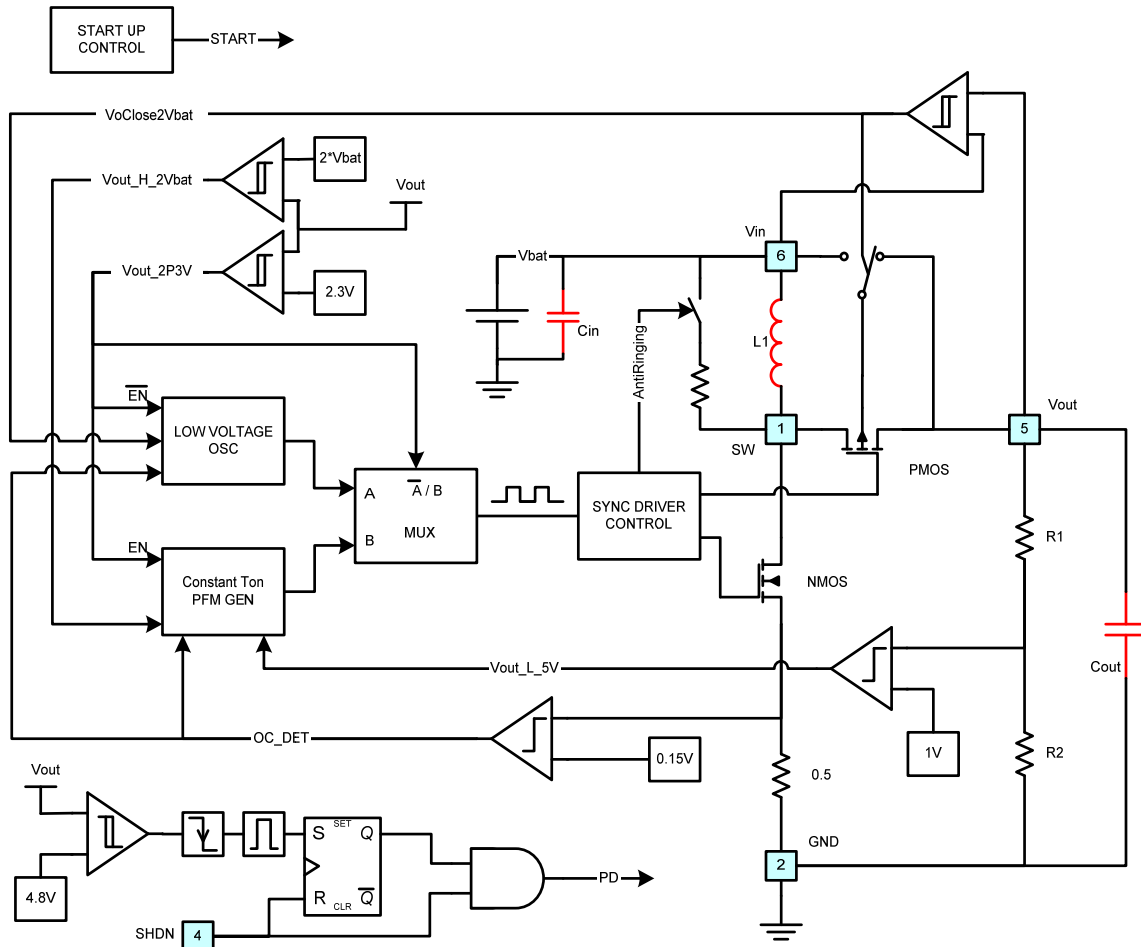 START UP
CONTROL
START
VoClose2Vbat
2*Vbat
Vout_H_2Vbat
Vout
Vout_2P3V
2.3V
Vin
6
Vbat
Cin
AntiRinging
L1
1
SW
Vout
5
PMOS
EN
LOW VOLTAGE
OSC
A
A / B
MUX
B
SYNC DRIVER
CONTROL
R1
EN
Constant Ton
PFM GEN
NMOS
Vout_L_5V
Cout
OC_DET
0.15V
1V
R2
0.5
Vout
S
SET
Q
GND
2
4.8V
R
CLR
Q
PD
SHDN
4